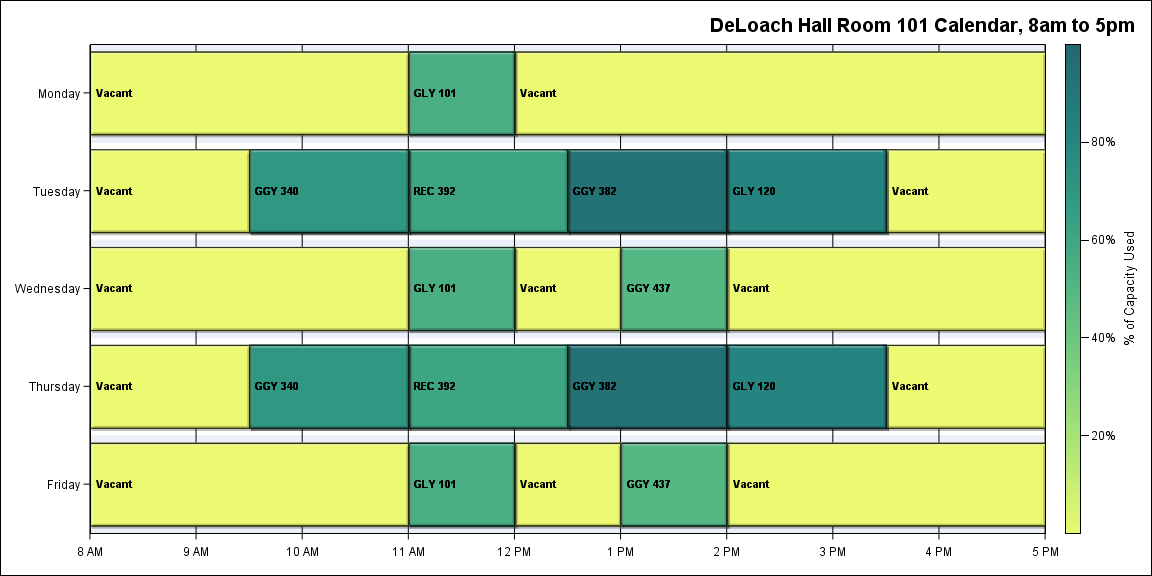 DeLoach Hall Room 101 Calendar, 8am to 5pm
Monday
Vacant
GLY 101
Vacant
Tuesday
Vacant
GGY 340
REC 392
GGY 382
GLY 120
Vacant
Wednesday
Vacant
GLY 101
Vacant
GGY 437
Vacant
Thursday
Vacant
GGY 340
REC 392
GGY 382
GLY 120
Vacant
Friday
Vacant
GLY 101
Vacant
GGY 437
Vacant
8 AM
9 AM
10 AM
11 AM
12 PM
1 PM
2 PM
3 PM
4 PM
5 PM
80%
60%
40%
20%
% of Capacity Used